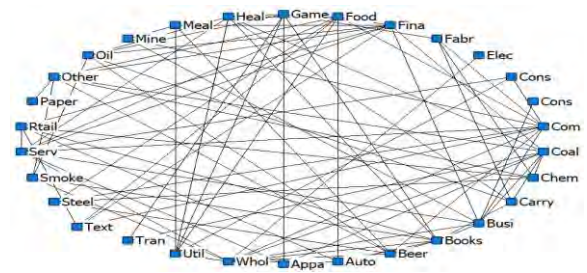 Heal
Game
Food
Meal
Fina
Mine
Fabr
Oil
Elec
Other
Cons
Paper
Cons
Rtail
Com
Serv
Coal
Smoke
Chem
Steel
Carry
Text
Busi
Tran
Books
Util
Whol
Appa
Auto
Beer